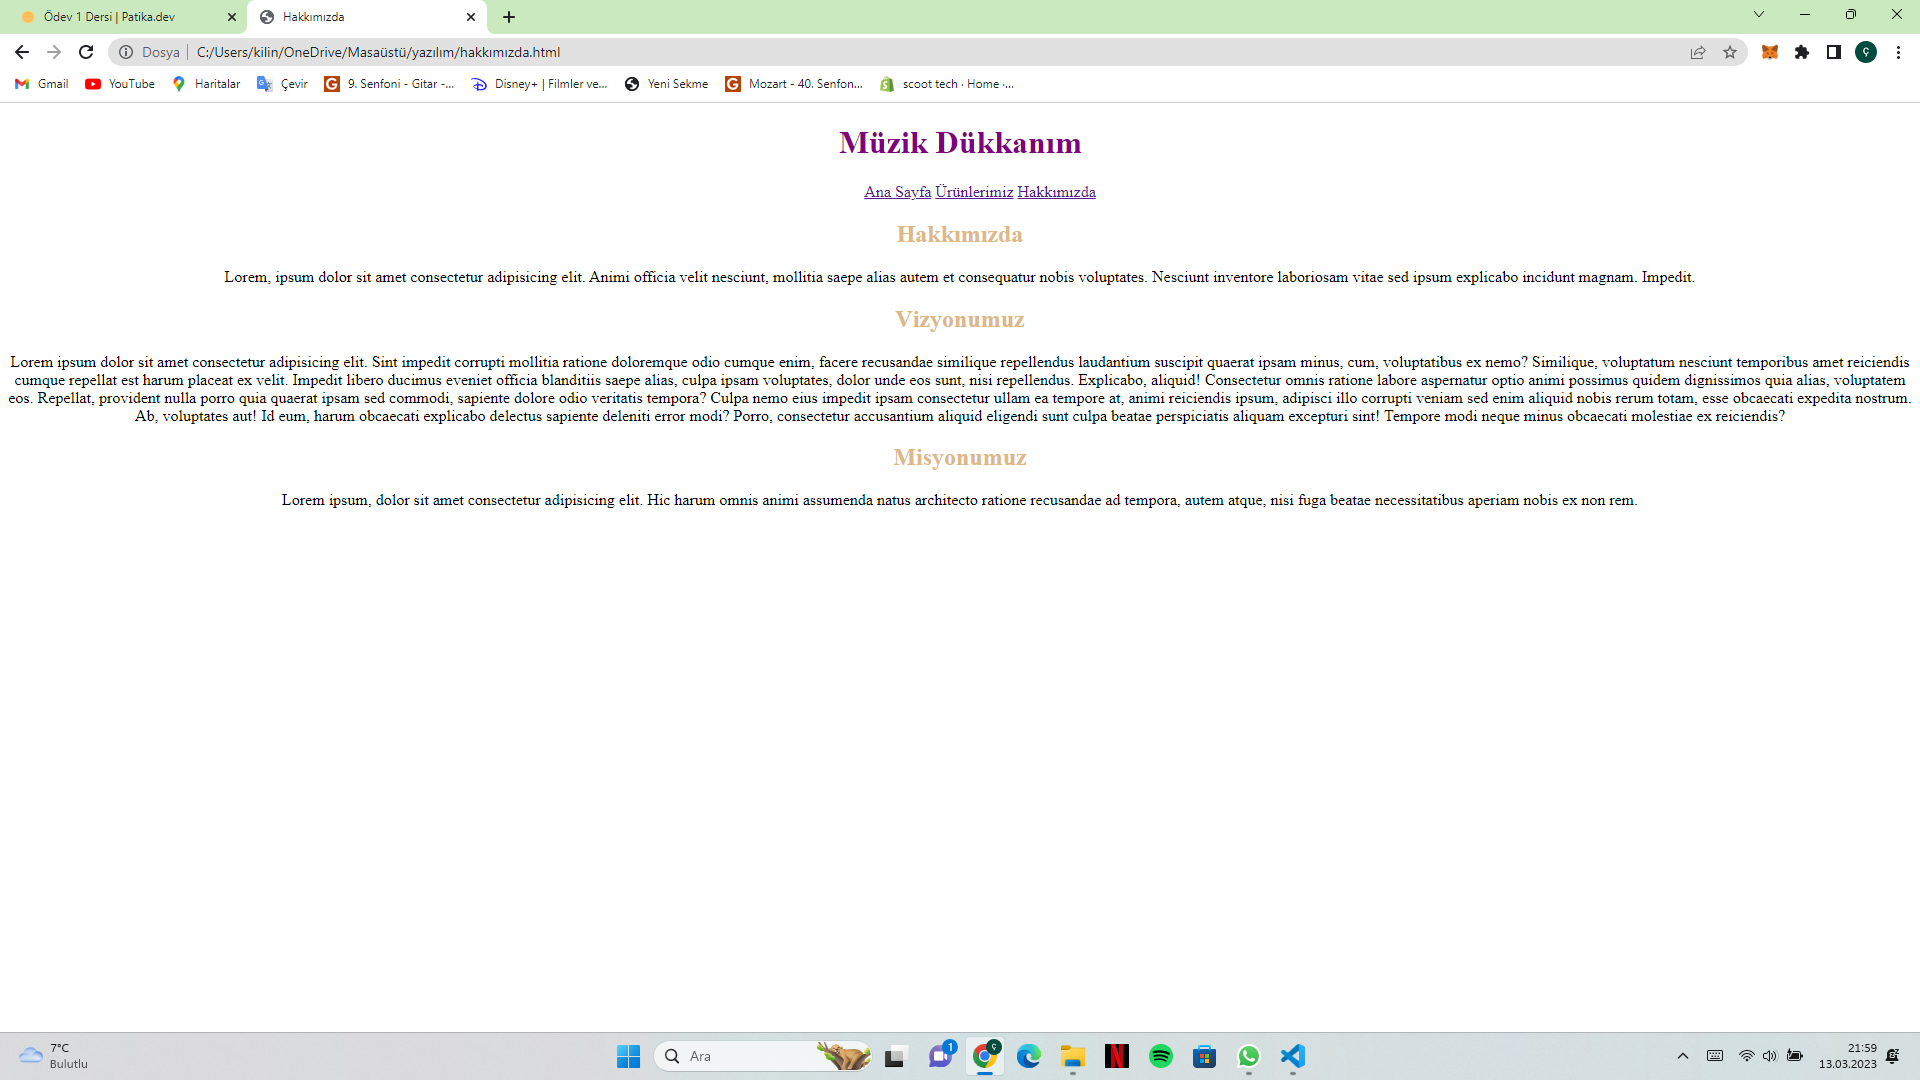 Ödev 1 Dersi | Patika.dev
Hakkımızda
Dosya
C:/Users/kilin/OneDrive/Masaüstü/yazılım/hakkımızda.html
Ç
Gmail
YouTube
Haritalar
Çevir
9. Senfoni - Gitar -...
Disney+ | Filmler ve...
Yeni Sekme
Mozart - 40. Senfon...
scoot tech · Home ·...
Müzik Dükkanım
Ana Sayfa Ürünlerimiz Hakkımızda
Hakkımızda
Lorem, ipsum dolor sit amet consectetur adipisicing elit. Animi officia velit nesciunt, mollitia saepe alias autem et consequatur nobis voluptates. Nesciunt inventore laboriosam vitae sed ipsum explicabo incidunt magnam. Impedit.
Vizyonumuz
Lorem ipsum dolor sit amet consectetur adipisicing elit. Sint impedit corrupti mollitia ratione doloremque odio cumque enim, facere recusandae similique repellendus laudantium suscipit quaerat ipsam minus, cum, voluptatibus ex nemo? Similique, voluptatum nesciunt temporibus amet reiciendis
cumque repellat est harum placeat ex velit. Impedit libero ducimus eveniet officia blanditiis saepe alias, culpa ipsam voluptates, dolor unde eos sunt, nisi repellendus. Explicabo, aliquid! Consectetur omnis ratione labore aspernatur optio animi possimus quidem dignissimos quia alias, voluptatem
eos. Repellat, provident nulla porro quia quaerat ipsam sed commodi, sapiente dolore odio veritatis tempora? Culpa nemo eius impedit ipsam consectetur ullam ea tempore at, animi reiciendis ipsum, adipisci illo corrupti veniam sed enim aliquid nobis rerum totam, esse obcaecati expedita nostrum.
Ab, voluptates aut! Id eum, harum obcaecati explicabo delectus sapiente deleniti error modi? Porro, consectetur accusantium aliquid eligendi sunt culpa beatae perspiciatis aliquam excepturi sint! Tempore modi neque minus obcaecati molestiae ex reiciendis?
Misyonumuz
Lorem ipsum, dolor sit amet consectetur adipisicing elit. Hic harum omnis animi assumenda natus architecto ratione recusandae ad tempora, autem atque, nisi fuga beatae necessitatibus aperiam nobis ex non rem.
7°C
Bulutlu
Ara
1
Ç
21:59
13.03.2023